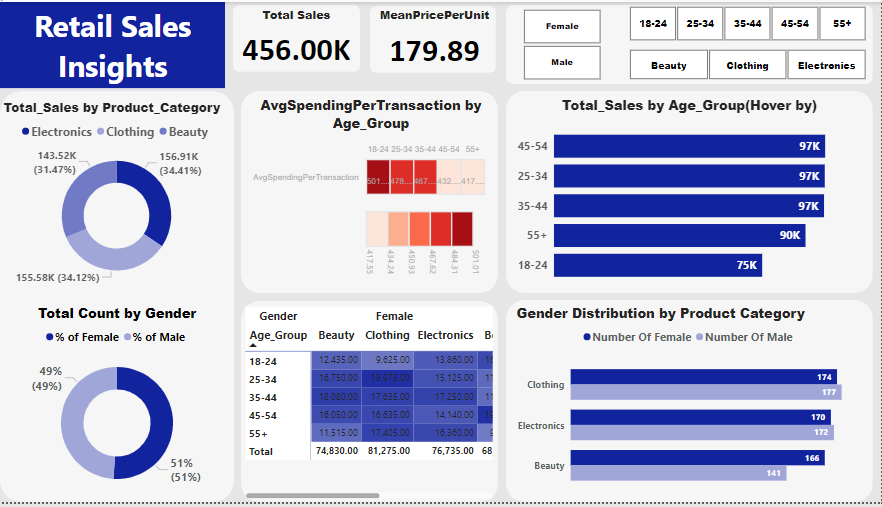 Retail Sales
Insights
Total Sales
456.00K
MeanPricePerUnit
179.89
Female
Male
18-24
25-34
35-44
45-54
55+
Beauty
Clothing
Electronics
Total_Sales by Product_Category
Electronics Clothing Beauty
143.52K
(31.47%)
156.91K
(34.41%)
155.58K (34.12%)
AvgSpendingPerTransaction by
Age_Group
18-24 25-34 35-44 45-54 55+
AvgSpendingPerTransaction
501.... 478.... 467.... 432.... 417....
417.55
434.24
450.93
467.62
484.31
501.01
Total_Sales by Age_Group(Hover by)
45-54 97K
25-34 97K
35-44 97K
55+ 90K
18-24 75K
Total Count by Gender
% of Female % of Male
49%
(49%)
51%
(51%)
Gender Female
Age_Group Beauty Clothing Electronics
18-24 12,435.00 9,625.00 13,860.00
25-34 16,750.00 19,975.00 15,125.00
35-44 18,080.00 17,635.00 17,250.00
45-54 16,050.00 16,635.00 14,140.00
55+ 11,515.00 17,405.00 16,360.00
Total 74,830.00 81,275.00 76,735.00 68
Gender Distribution by Product Category
Number Of Female Number Of Male
Clothing 174
177
Electronics 170
172
Beauty 166
141